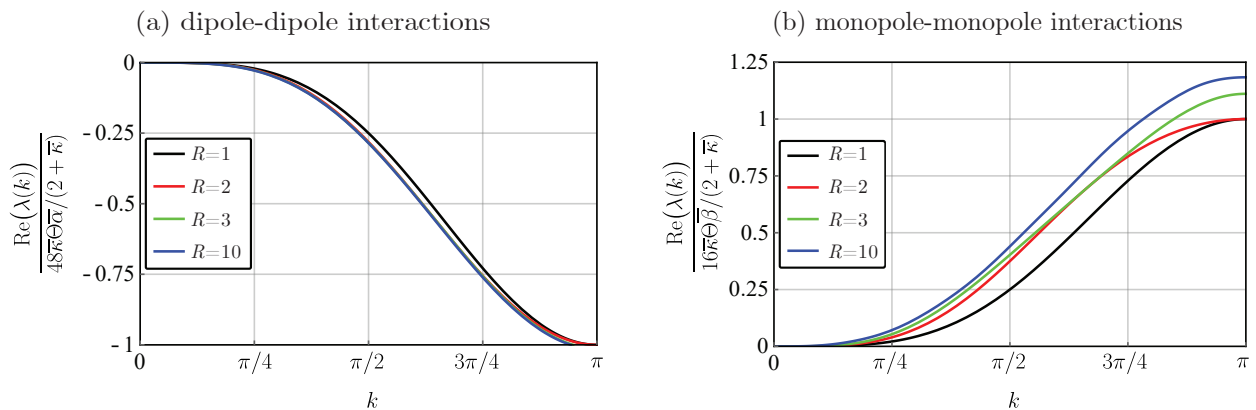 (a) dipole-dipole interactions
Re(λ(k))
48κ̅Θ̅α̅/(2 + κ̅)
0
-0.25
-0.5
-0.75
-1
R=1
R=2
R=3
R=10
0 π/4 π/2 3π/4 π
k
(b) monopole-monopole interactions
Re(λ(k))
16κ̅Θ̅β̅/(2 + κ̅)
1.25
1
0.75
0.5
0.25
0
R=1
R=2
R=3
R=10
0 π/4 π/2 3π/4 π
k